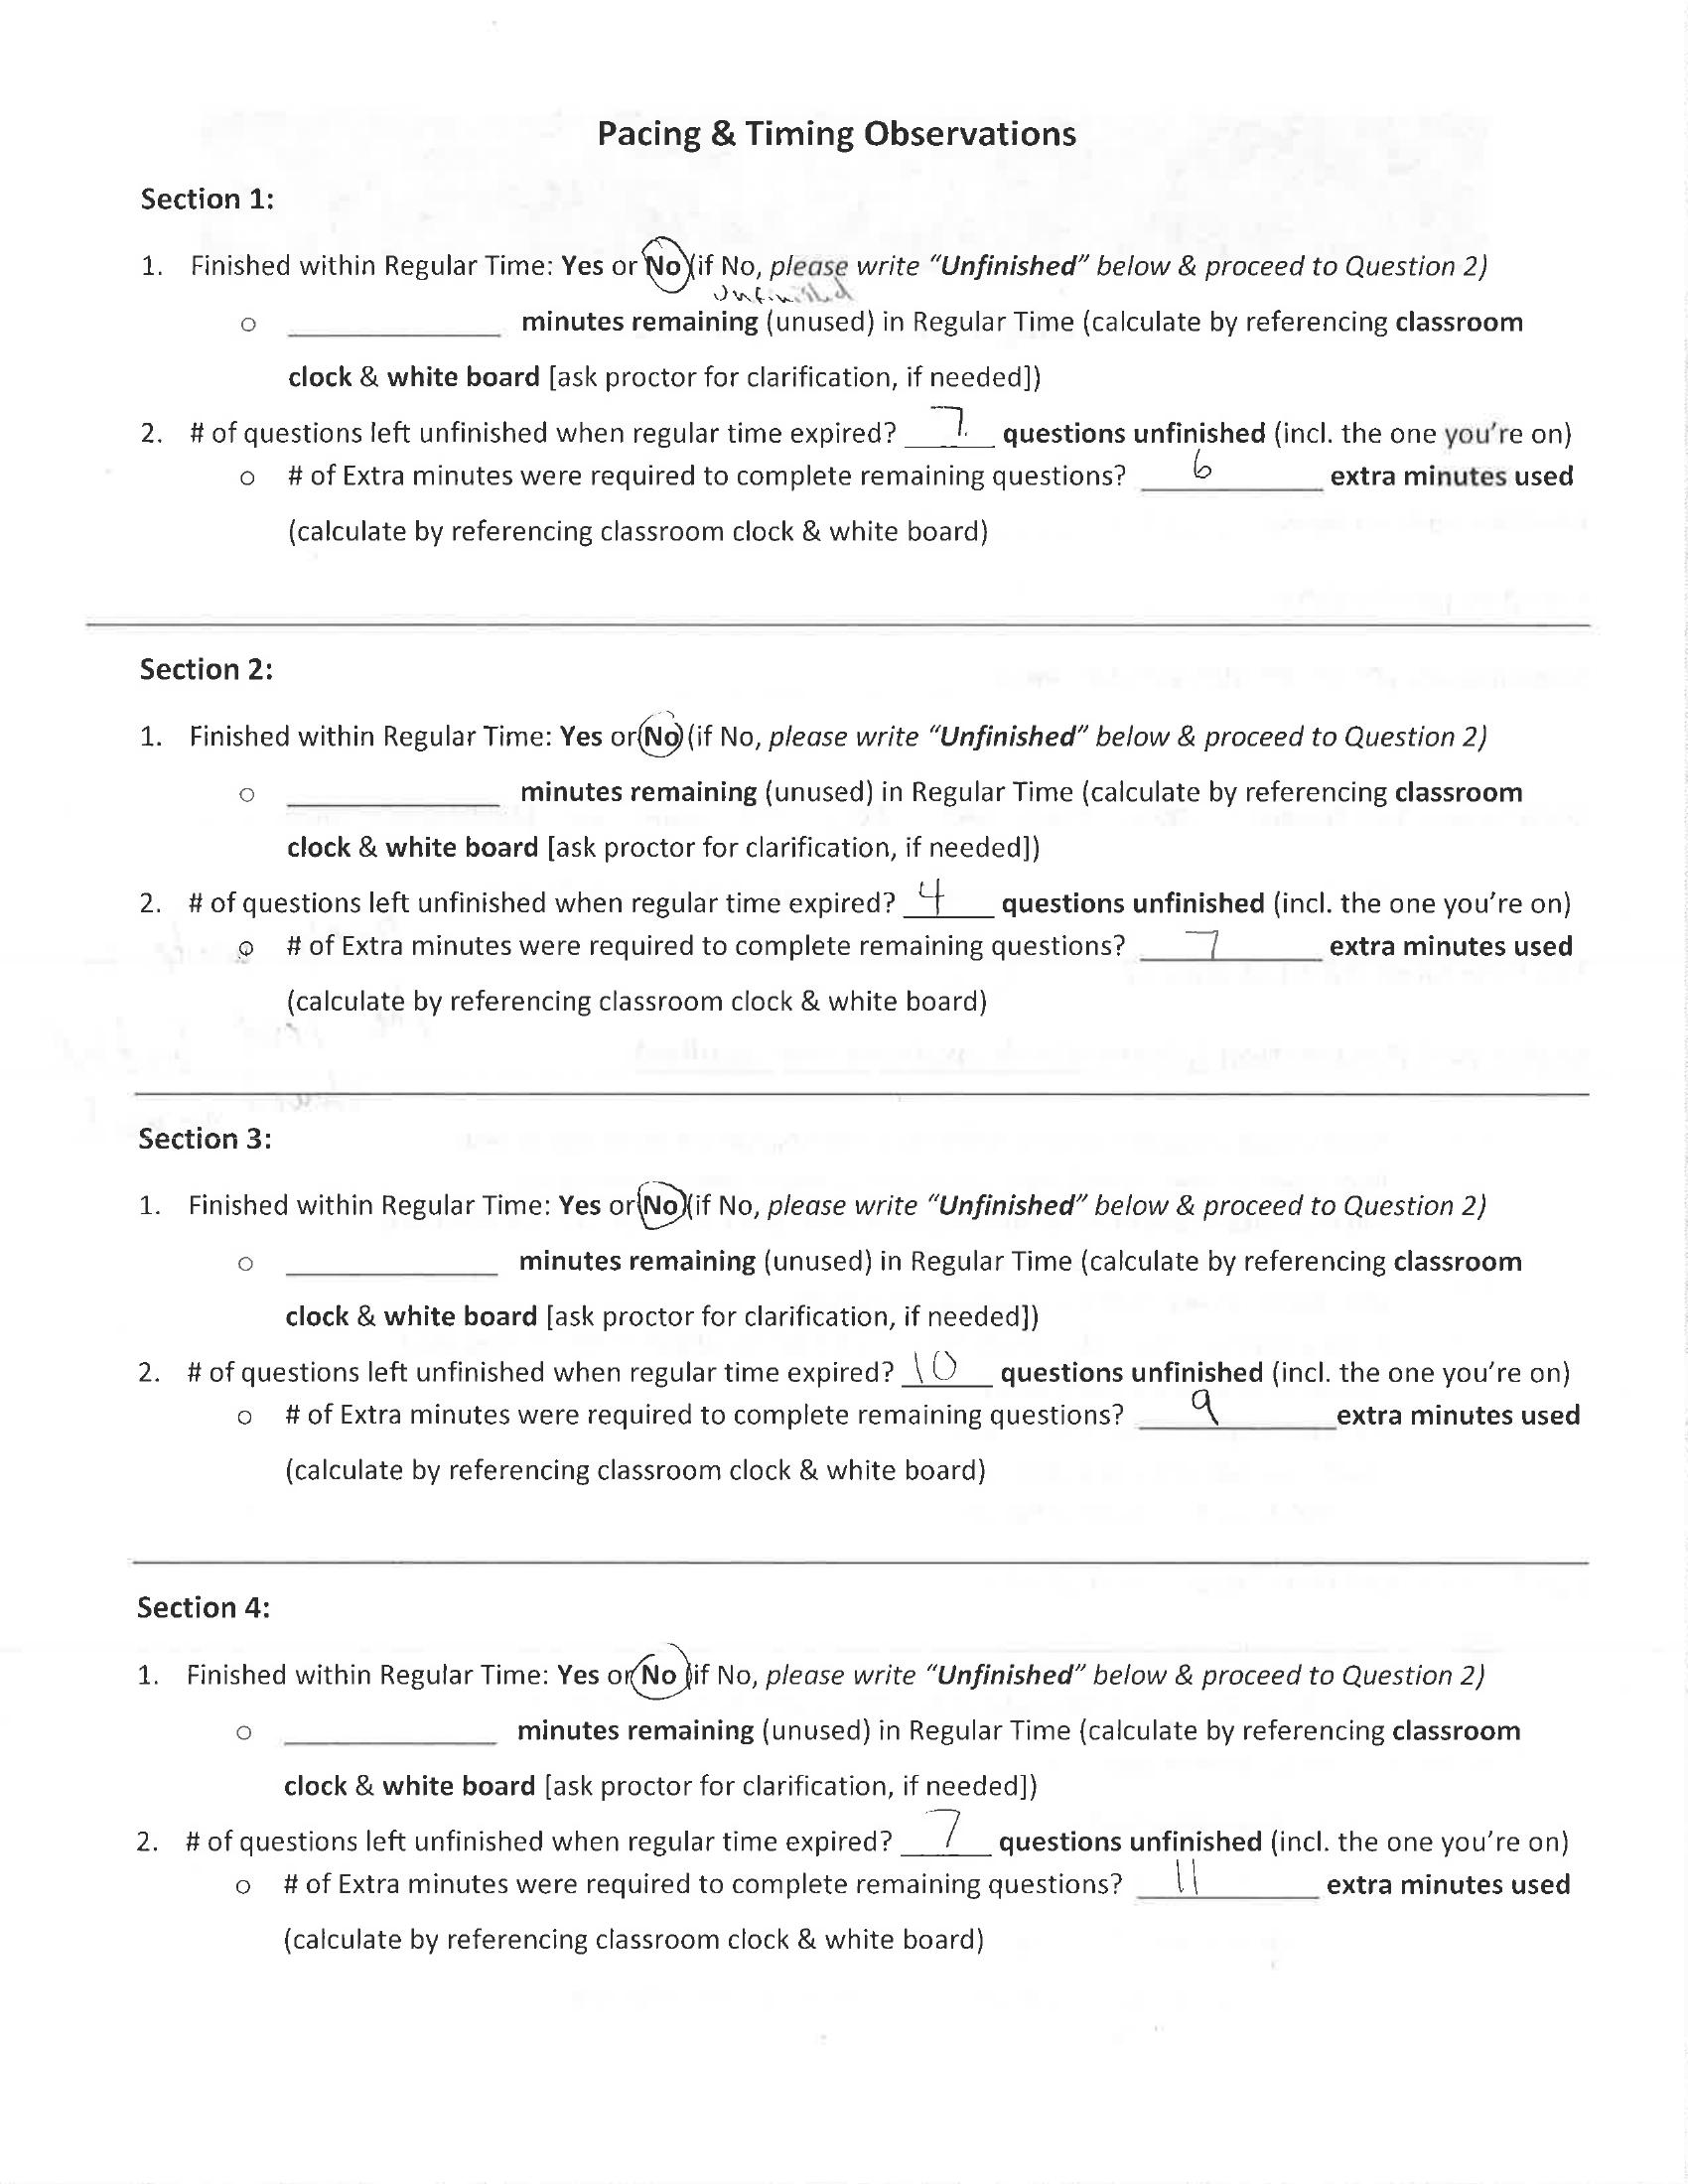 Pacing & Timing Observations
Section 1:
1. Finished within Regular Time: Yes or No (if No, please write “Unfinished” below & proceed to Question 2)
Unfinished
o ____________ minutes remaining (unused) in Regular Time (calculate by referencing classroom
clock & white board [ask proctor for clarification, if needed])
2. # of questions left unfinished when regular time expired? 7 questions unfinished (incl. the one you’re on)
o # of Extra minutes were required to complete remaining questions? 6 extra minutes used
(calculate by referencing classroom clock & white board)
Section 2:
1. Finished within Regular Time: Yes or No (if No, please write “Unfinished” below & proceed to Question 2)
o ____________ minutes remaining (unused) in Regular Time (calculate by referencing classroom
clock & white board [ask proctor for clarification, if needed])
2. # of questions left unfinished when regular time expired? 4 questions unfinished (incl. the one you’re on)
o # of Extra minutes were required to complete remaining questions? 7 extra minutes used
(calculate by referencing classroom clock & white board)
Section 3:
1. Finished within Regular Time: Yes or No (if No, please write “Unfinished” below & proceed to Question 2)
o ____________ minutes remaining (unused) in Regular Time (calculate by referencing classroom
clock & white board [ask proctor for clarification, if needed])
2. # of questions left unfinished when regular time expired? 10 questions unfinished (incl. the one you’re on)
o # of Extra minutes were required to complete remaining questions? 9 extra minutes used
(calculate by referencing classroom clock & white board)
Section 4:
1. Finished within Regular Time: Yes or No (if No, please write “Unfinished” below & proceed to Question 2)
o ____________ minutes remaining (unused) in Regular Time (calculate by referencing classroom
clock & white board [ask proctor for clarification, if needed])
2. # of questions left unfinished when regular time expired? 7 questions unfinished (incl. the one you’re on)
o # of Extra minutes were required to complete remaining questions? 11 extra minutes used
(calculate by referencing classroom clock & white board)